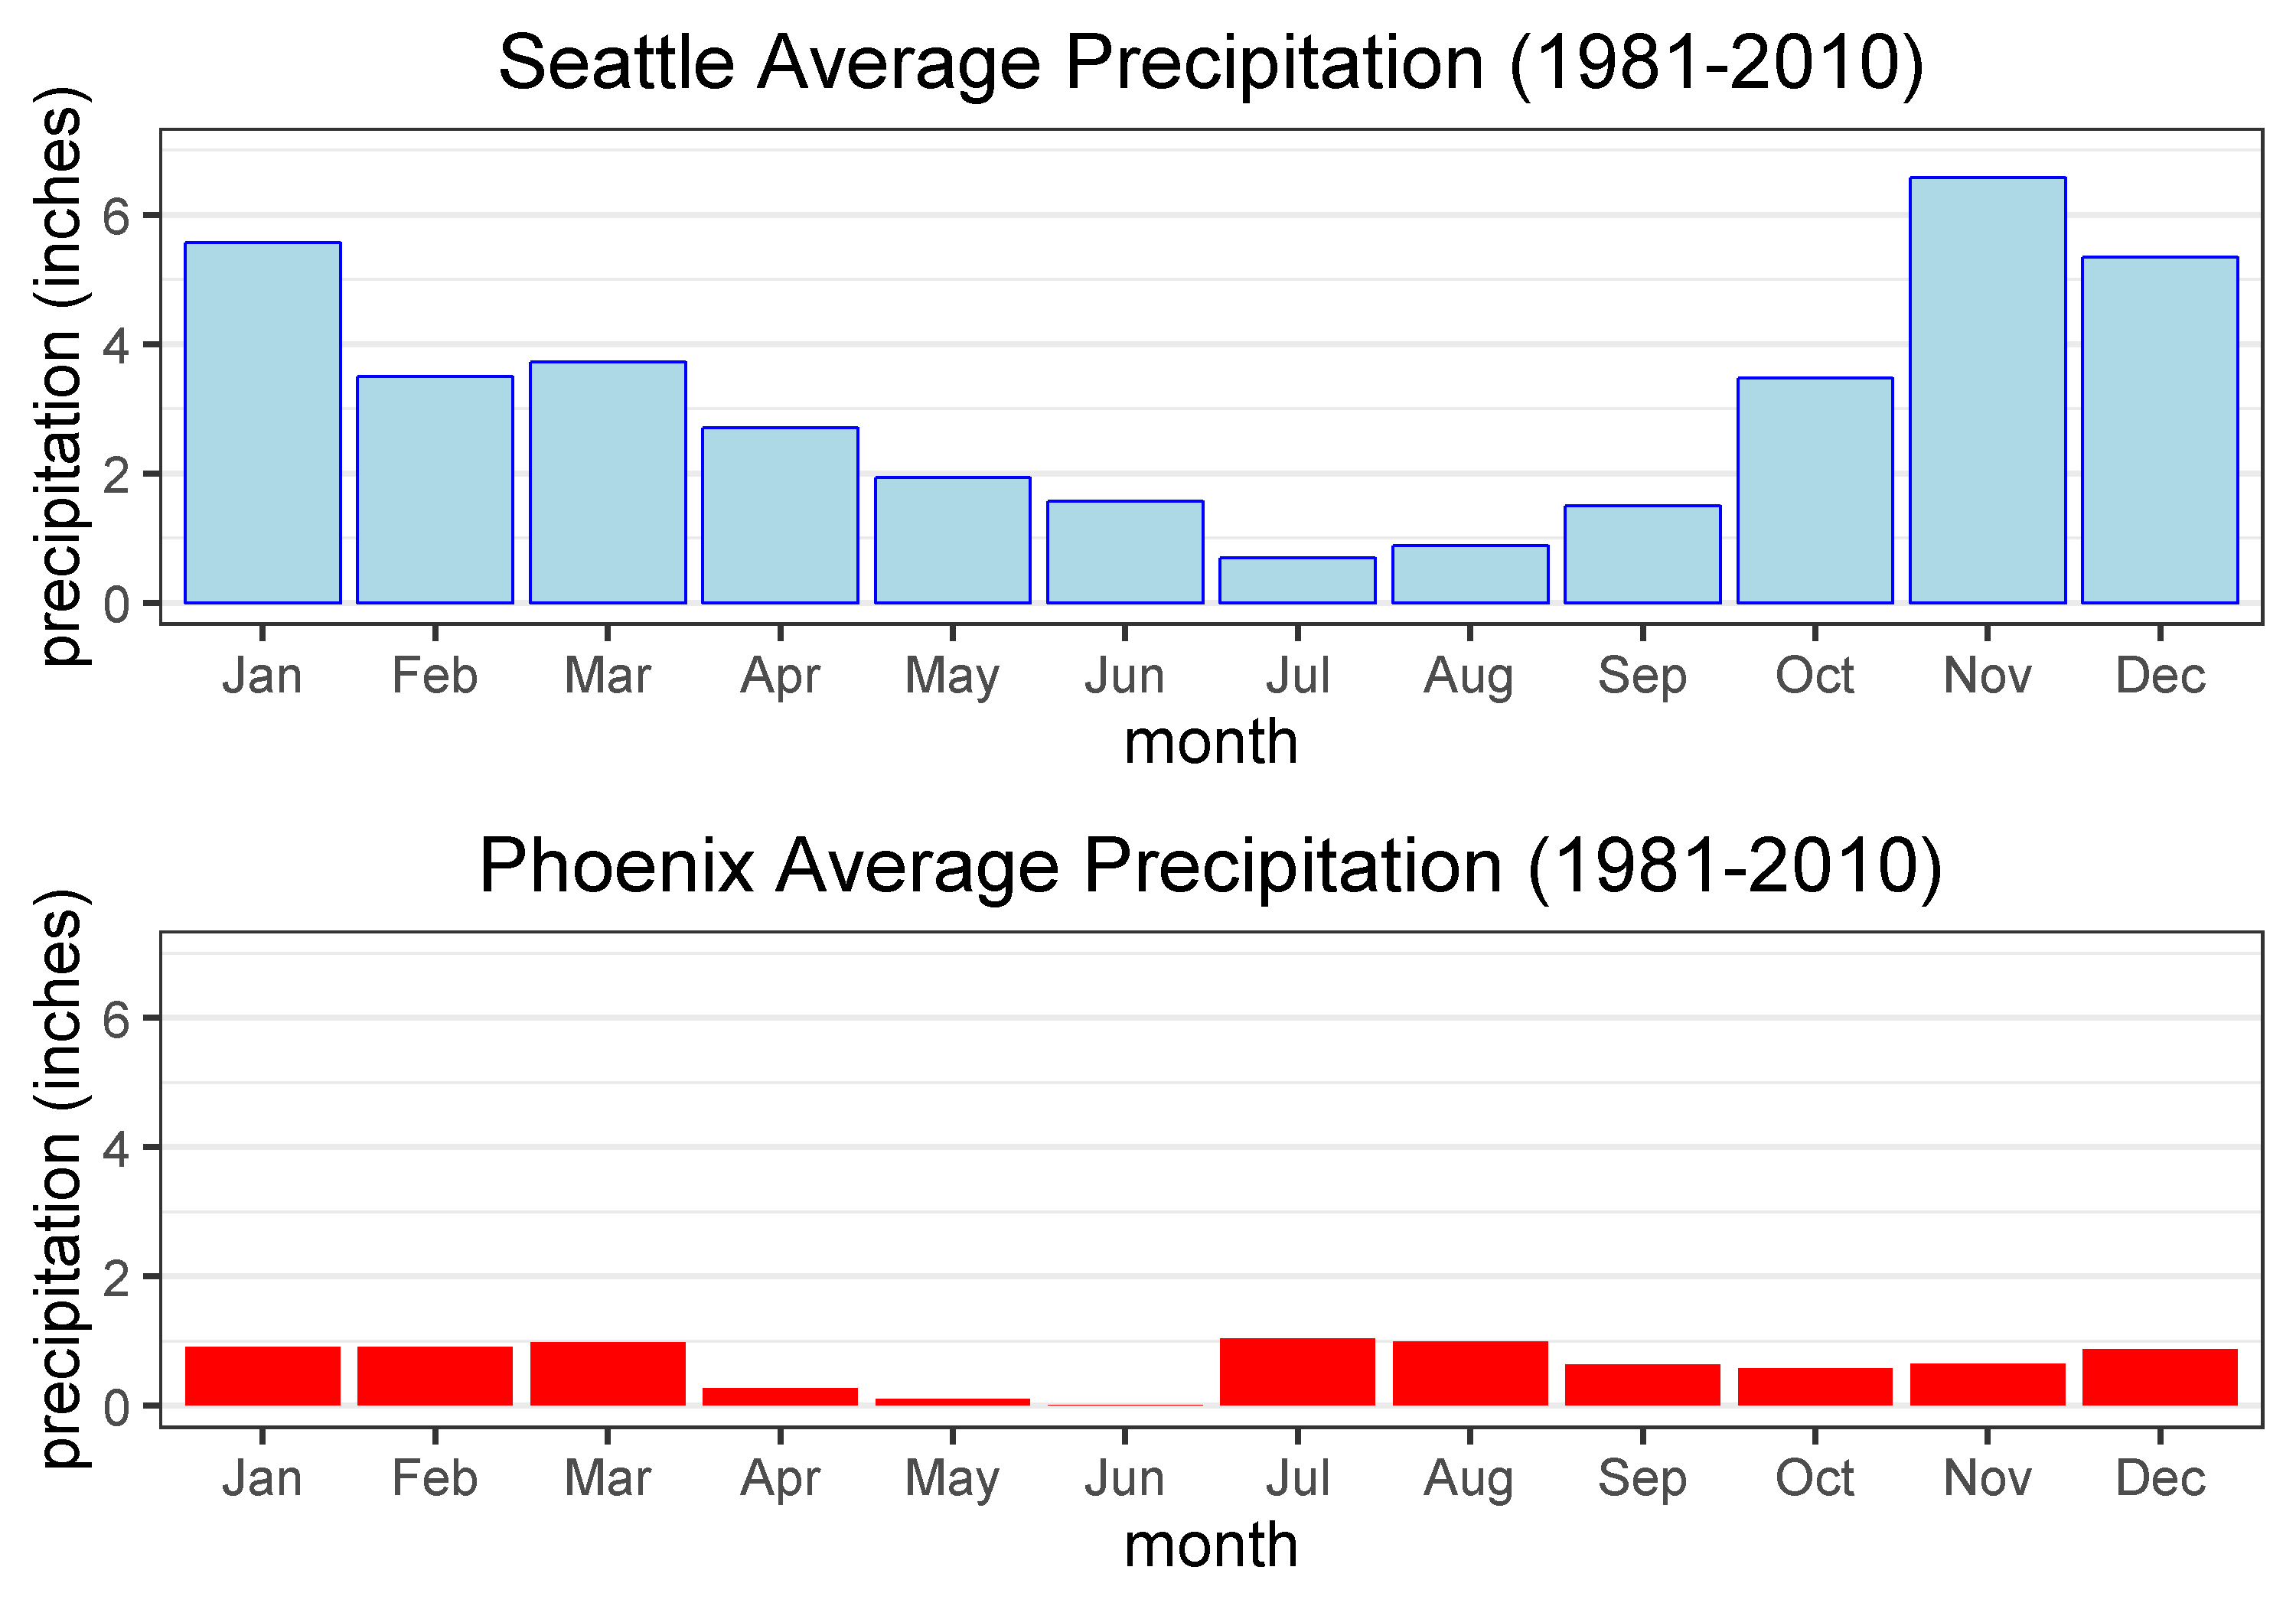 Seattle Average Precipitation (1981-2010)
precipitation (inches)
6
4
2
0
Jan Feb Mar Apr May Jun Jul Aug Sep Oct Nov Dec
month
Phoenix Average Precipitation (1981-2010)
precipitation (inches)
6
4
2
0
Jan Feb Mar Apr May Jun Jul Aug Sep Oct Nov Dec
month